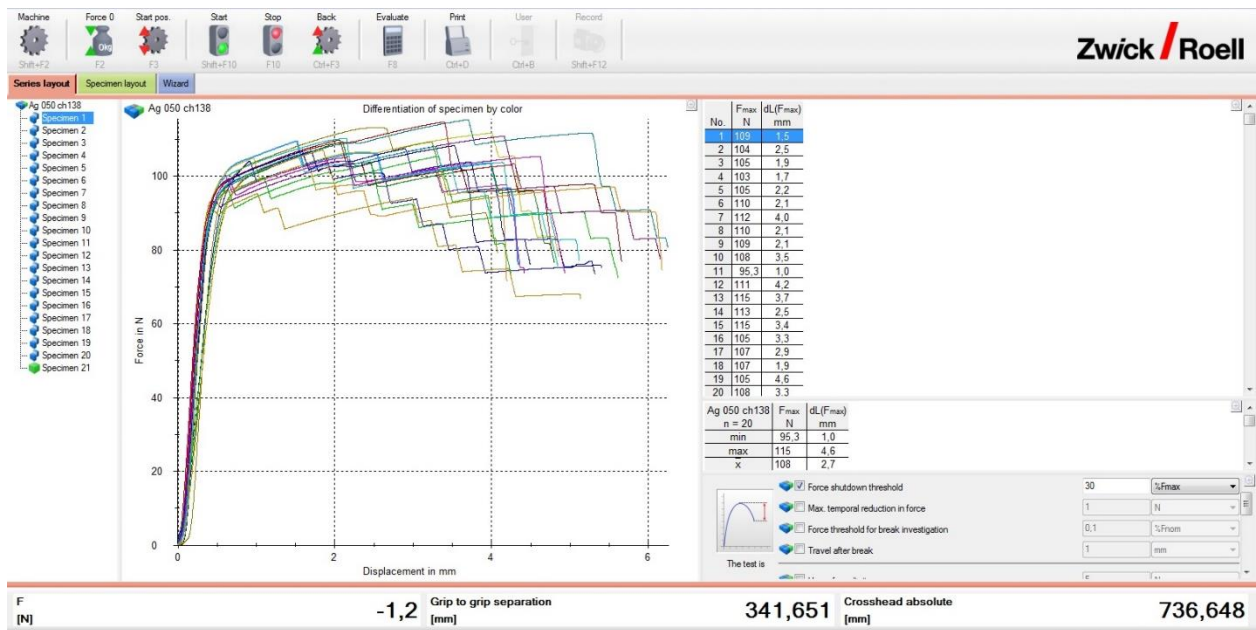 Machine Force 0 Start pos. Start Stop Back Evaluate Print User Record
Shift+F2 F2 F3 Shift+F10 F10 Ctrl+F3 F8 Ctrl+D Ctrl+B Shift+F12
0kg
Zwick / Roell
Series layout Specimen layout Wizard
Ag 050 ch138
Specimen 1
Specimen 2
Specimen 3
Specimen 4
Specimen 5
Specimen 6
Specimen 7
Specimen 8
Specimen 9
Specimen 10
Specimen 11
Specimen 12
Specimen 13
Specimen 14
Specimen 15
Specimen 16
Specimen 17
Specimen 18
Specimen 19
Specimen 20
Specimen 21
Ag 050 ch138 Differentiation of specimen by color
100
80
60
40
20
0
Force in N
0 2 4 6
Displacement in mm
Fmax dL(Fmax)
No. N mm
1 109 1,5
2 104 2,5
3 105 1,9
4 103 1,7
5 105 2,2
6 110 2,1
7 112 4,0
8 110 2,1
9 109 2,1
10 108 3,5
11 95,3 1,0
12 111 4,2
13 115 3,7
14 113 2,5
15 115 3,4
16 105 3,3
17 107 2,9
18 107 1,9
19 105 4,6
20 108 3,3
Ag 050 ch138 Fmax dL(Fmax)
n = 20 N mm
min 95,3 1,0
max 115 4,6
x̅ 108 2,7
Force shutdown threshold 30 %Fmax
Max. temporal reduction in force 1 N
Force threshold for break investigation 0,1 %Fnom
Travel after break 1 mm
The test is
F
[N] -1,2
Grip to grip separation
[mm] 341,651
Crosshead absolute
[mm] 736,648